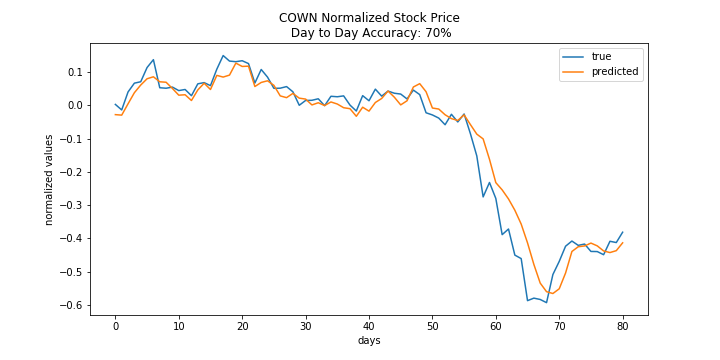 COWN Normalized Stock Price
Day to Day Accuracy: 70%
true
predicted
normalized values
0.1
0.0
−0.1
−0.2
−0.3
−0.4
−0.5
−0.6
0 10 20 30 40 50 60 70 80
days